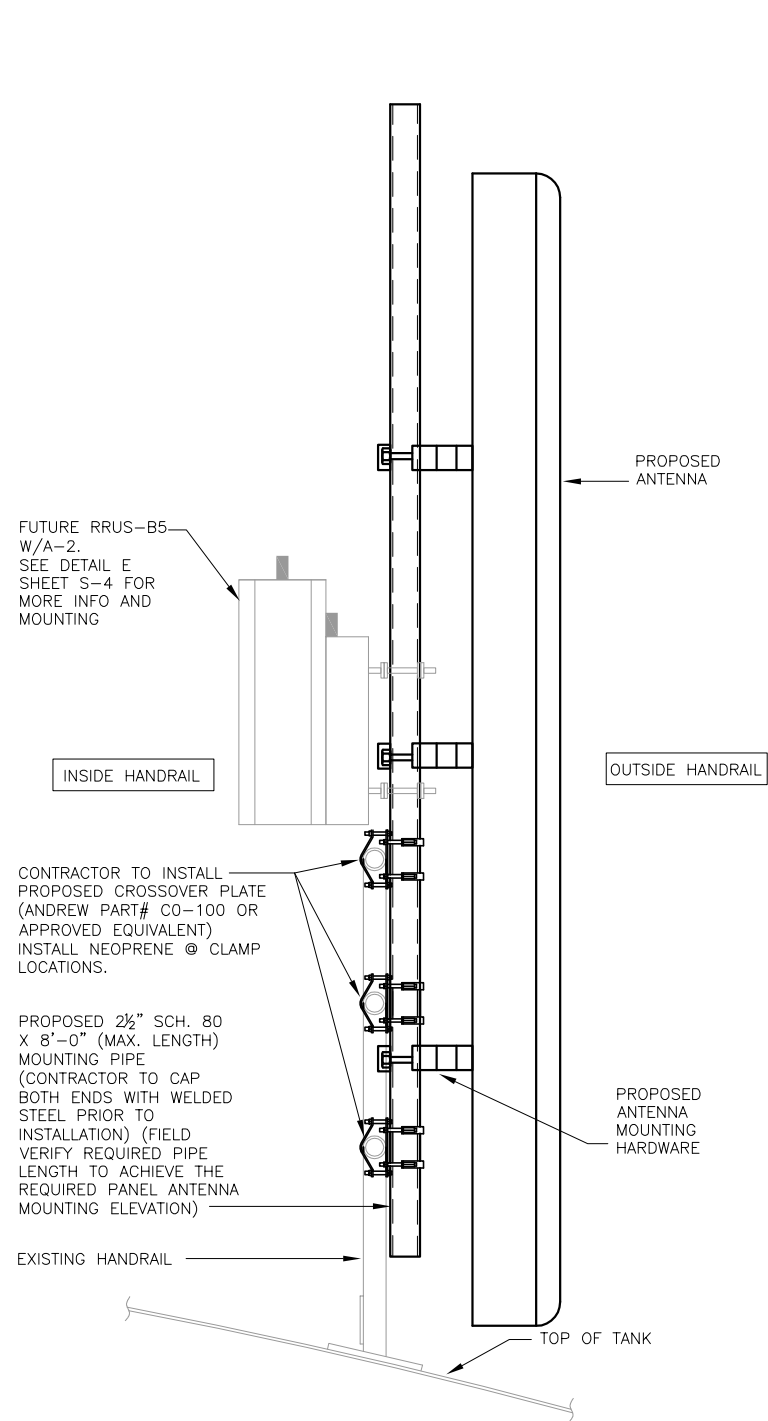 PROPOSED
ANTENNA
FUTURE RRUS-B5
W/A-2.
SEE DETAIL E
SHEET S-4 FOR
MORE INFO AND
MOUNTING
INSIDE HANDRAIL
OUTSIDE HANDRAIL
CONTRACTOR TO INSTALL
PROPOSED CROSSOVER PLATE
(ANDREW PART# CO-100 OR
APPROVED EQUIVALENT)
INSTALL NEOPRENE @ CLAMP
LOCATIONS.
PROPOSED 2½" SCH. 80
X 8'-0" (MAX. LENGTH)
MOUNTING PIPE
(CONTRACTOR TO CAP
BOTH ENDS WITH WELDED
STEEL PRIOR TO
INSTALLATION) (FIELD
VERIFY REQUIRED PIPE
LENGTH TO ACHIEVE THE
REQUIRED PANEL ANTENNA
MOUNTING ELEVATION)
PROPOSED
ANTENNA
MOUNTING
HARDWARE
EXISTING HANDRAIL
TOP OF TANK